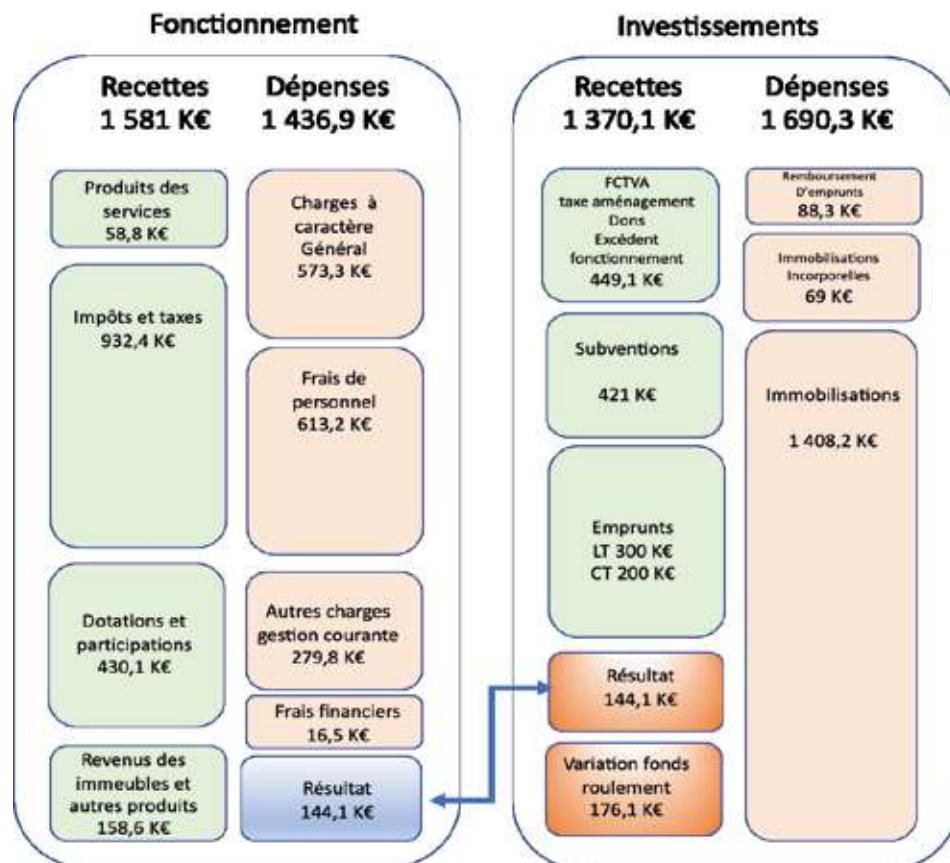 Fonctionnement
Recettes
1 581 K€
Dépenses
1 436,9 K€
Produits des
services
58,8 K€
Impôts et taxes
932,4 K€
Dotations et
participations
430,1 K€
Revenus des
immeubles et
autres produits
158,6 K€
Charges à
caractère
Général
573,3 K€
Frais de
personnel
613,2 K€
Autres charges
gestion courante
279,8 K€
Frais financiers
16,5 K€
Résultat
144,1 K€
Investissements
Recettes
1 370,1 K€
Dépenses
1 690,3 K€
FCTVA
taxe aménagement
Dons
Excédent
fonctionnement
449,1 K€
Subventions
421 K€
Emprunts
LT 300 K€
CT 200 K€
Résultat
144,1 K€
Variation fonds
roulement
176,1 K€
Remboursement
D'emprunts
88,3 K€
Immobilisations
Incorporelles
69 K€
Immobilisations
1 408,2 K€